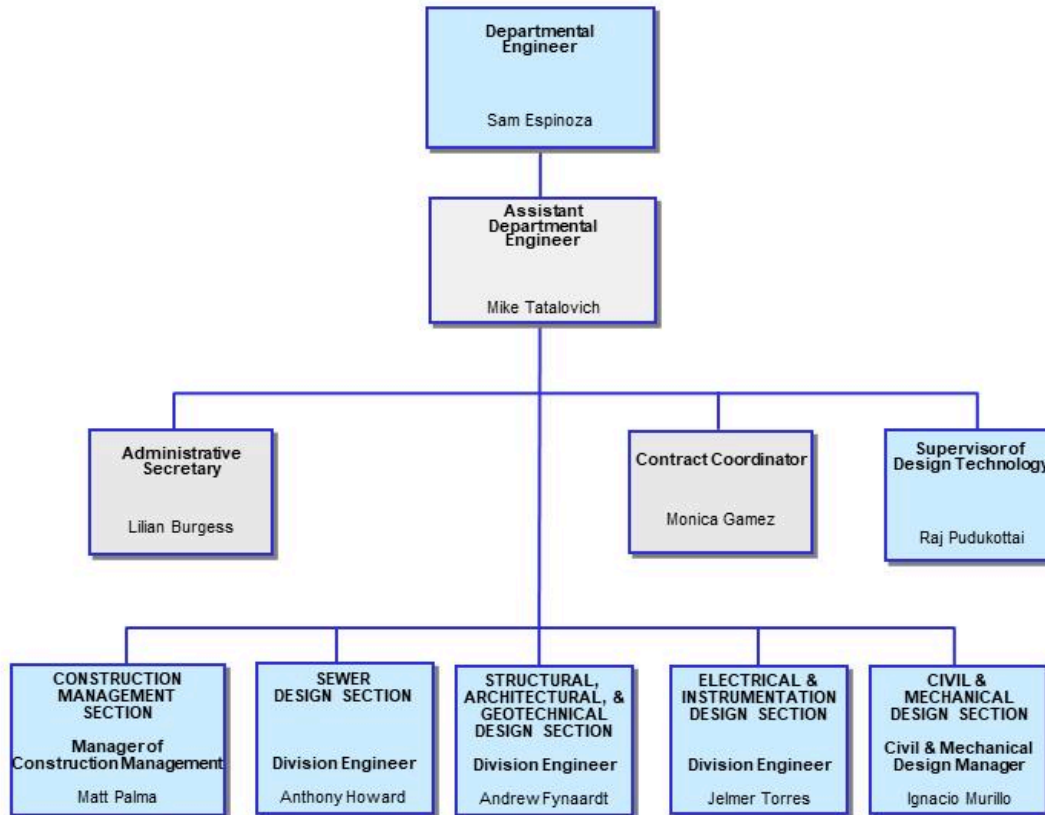 Departmental
Engineer
Sam Espinoza
Assistant
Departmental
Engineer
Mike Tatalovich
Administrative
Secretary
Lilian Burgess
Contract Coordinator
Monica Gamez
Supervisor of
Design Technology
Raj Pudukottai
CONSTRUCTION
MANAGEMENT
SECTION
Manager of
Construction Management
Matt Palma
SEWER
DESIGN SECTION
Division Engineer
Anthony Howard
STRUCTURAL,
ARCHITECTURAL, &
GEOTECHNICAL
DESIGN SECTION
Division Engineer
Andrew Fynaardt
ELECTRICAL &
INSTRUMENTATION
DESIGN SECTION
Division Engineer
Jelmer Torres
CIVIL &
MECHANICAL
DESIGN SECTION
Civil & Mechanical
Design Manager
Ignacio Murillo